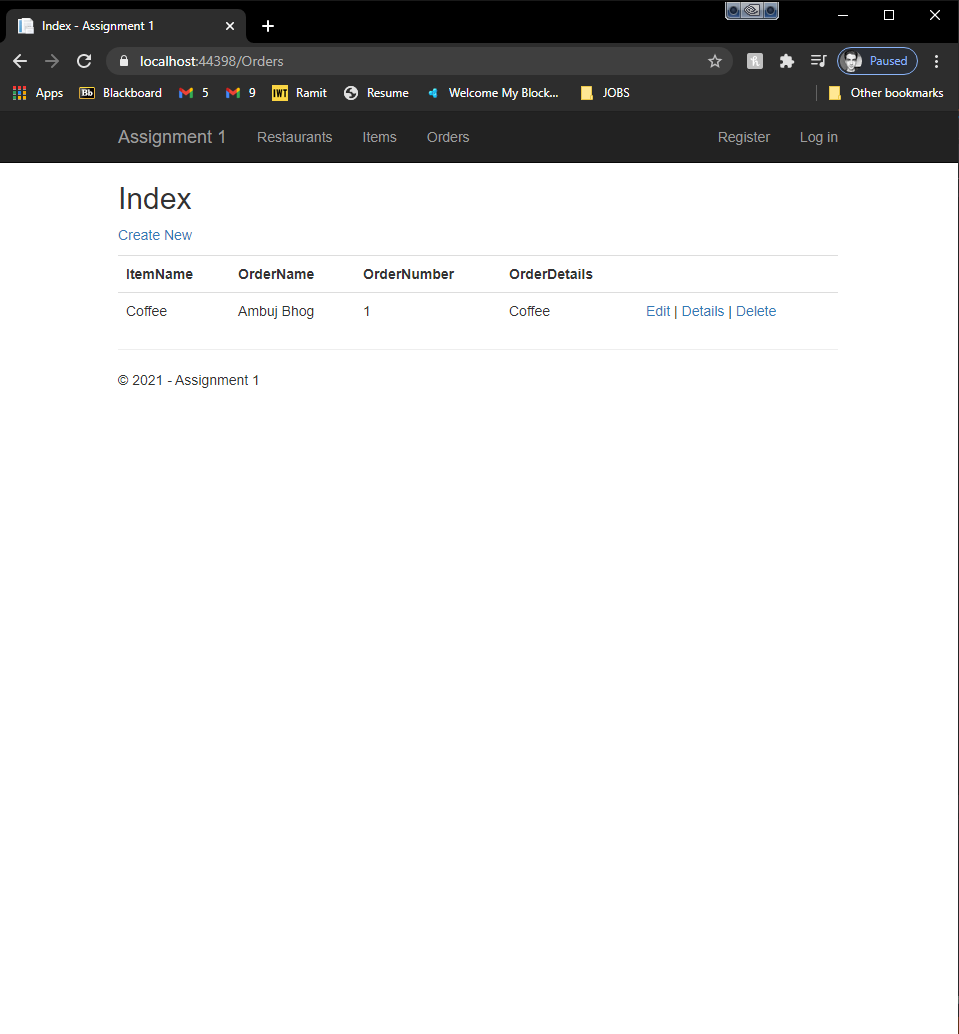 Index - Assignment 1
localhost:44398/Orders
Paused
Apps Bb Blackboard 5 9 IWT Ramit Resume Welcome My Block... JOBS Other bookmarks
Assignment 1 Restaurants Items Orders Register Log in
Index
Create New
ItemName OrderName OrderNumber OrderDetails
Coffee Ambuj Bhog 1 Coffee Edit | Details | Delete
© 2021 - Assignment 1